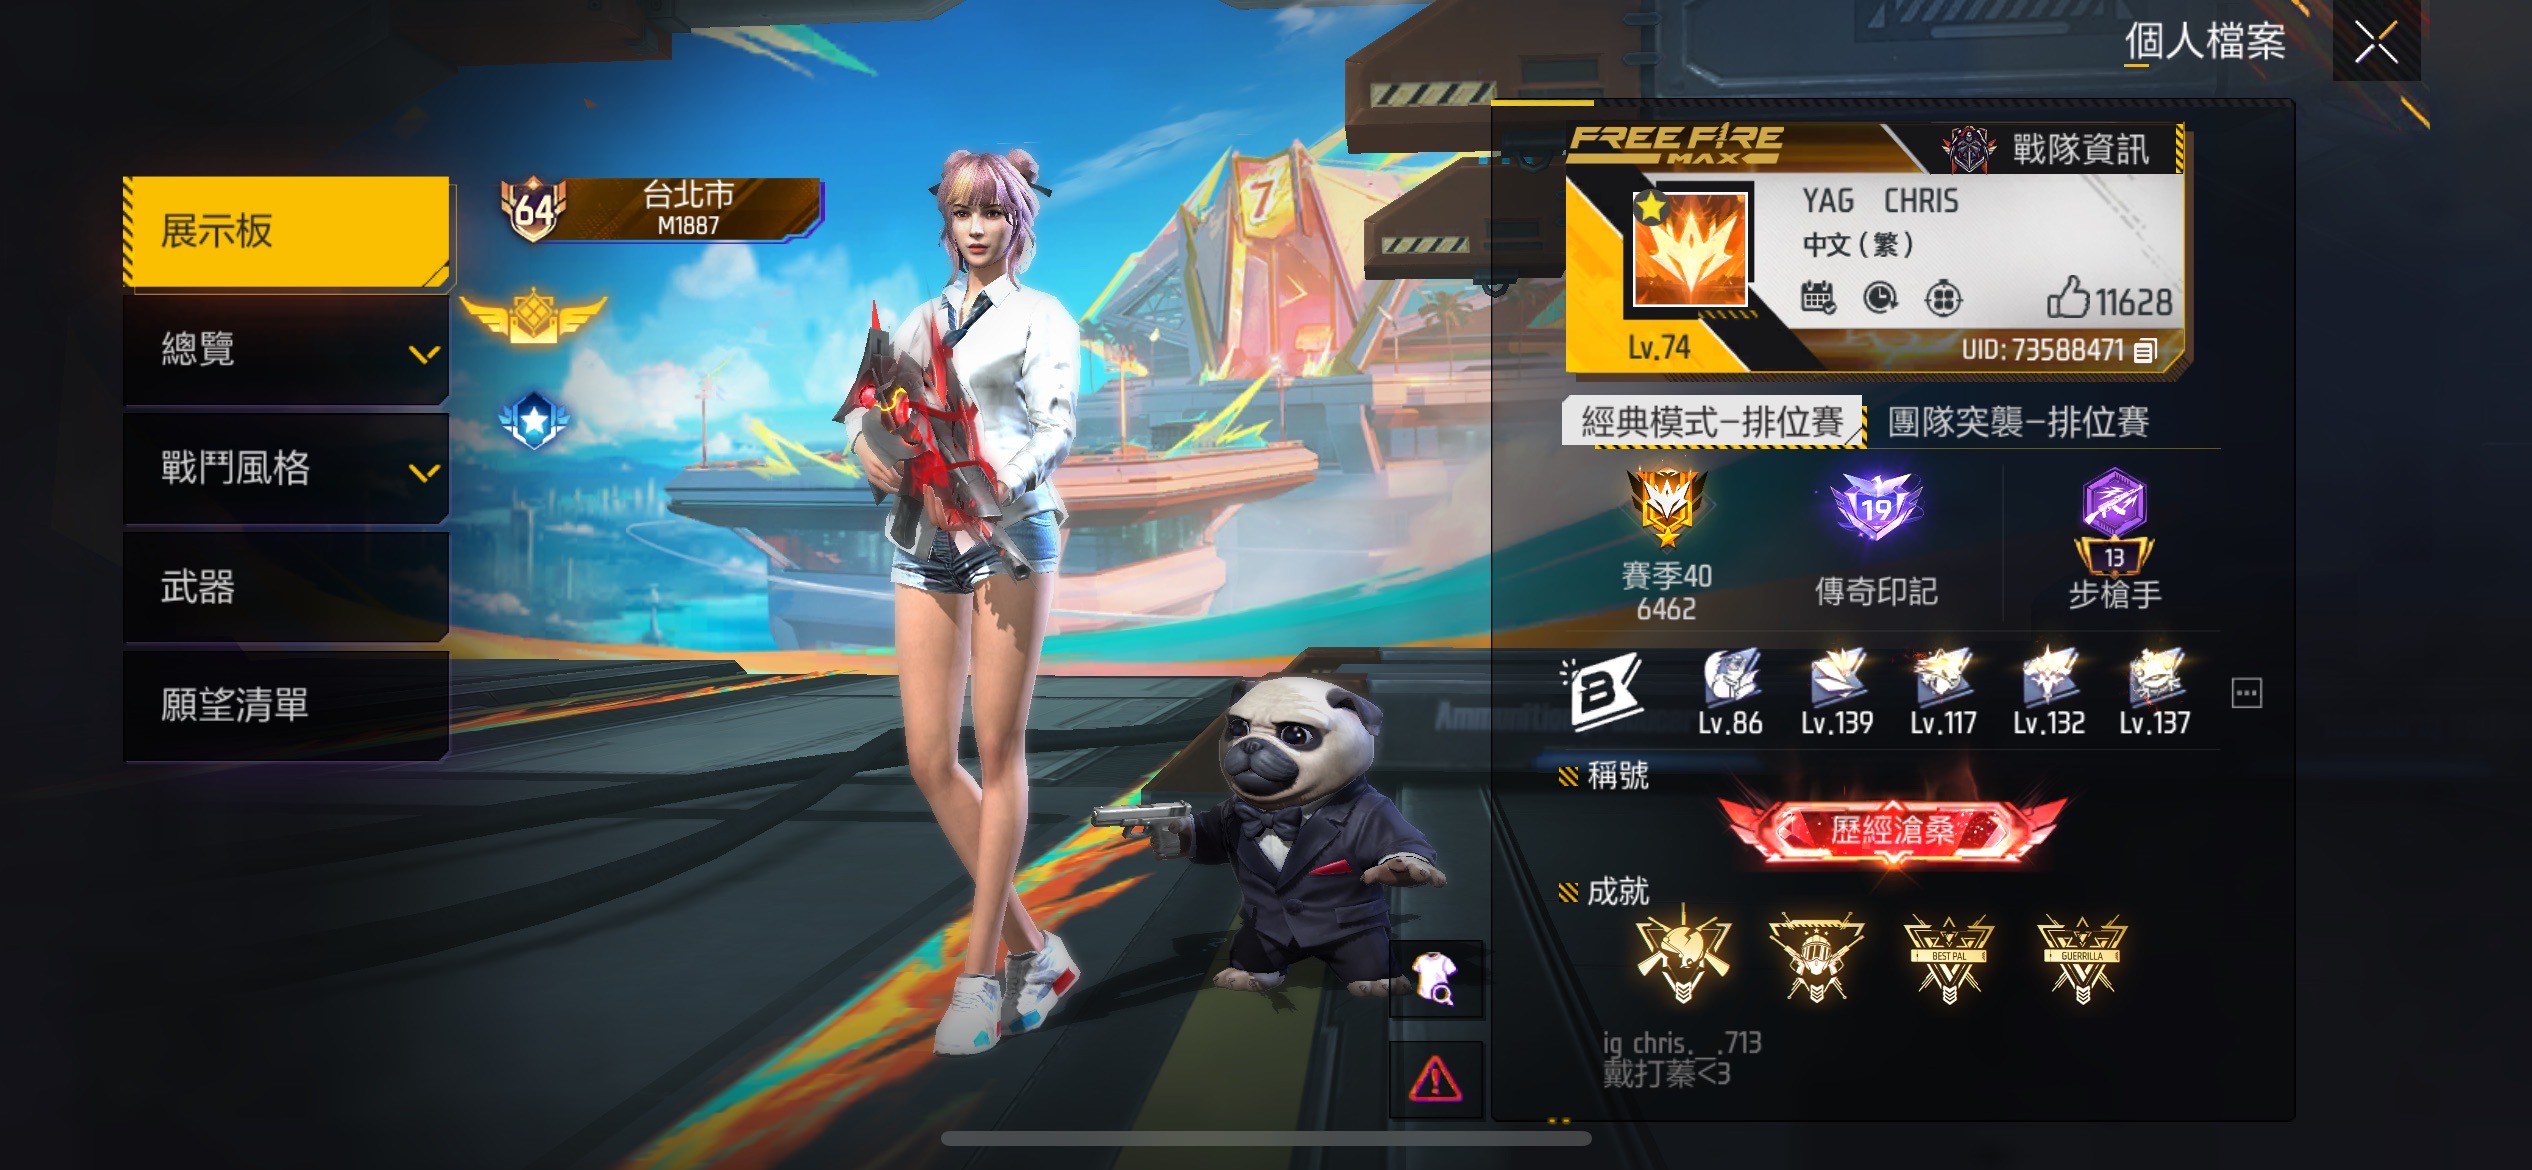 個人檔案
展示板
總覽
戰鬥風格
武器
願望清單
64
台北市
M1887
7
FREE FIRE
MAX
戰隊資訊
YAG CHRIS
中文(繁)
11628
Lv.74
UID: 73588471
經典模式-排位賽
團隊突襲-排位賽
賽季40
6462
19
傳奇印記
13
步槍手
B
Lv.86
Lv.139
Lv.117
Lv.132
Lv.137
稱號
歷經滄桑
成就
BEST PAL
GUERRILLA
ig chris._.713
戴打蓁<3